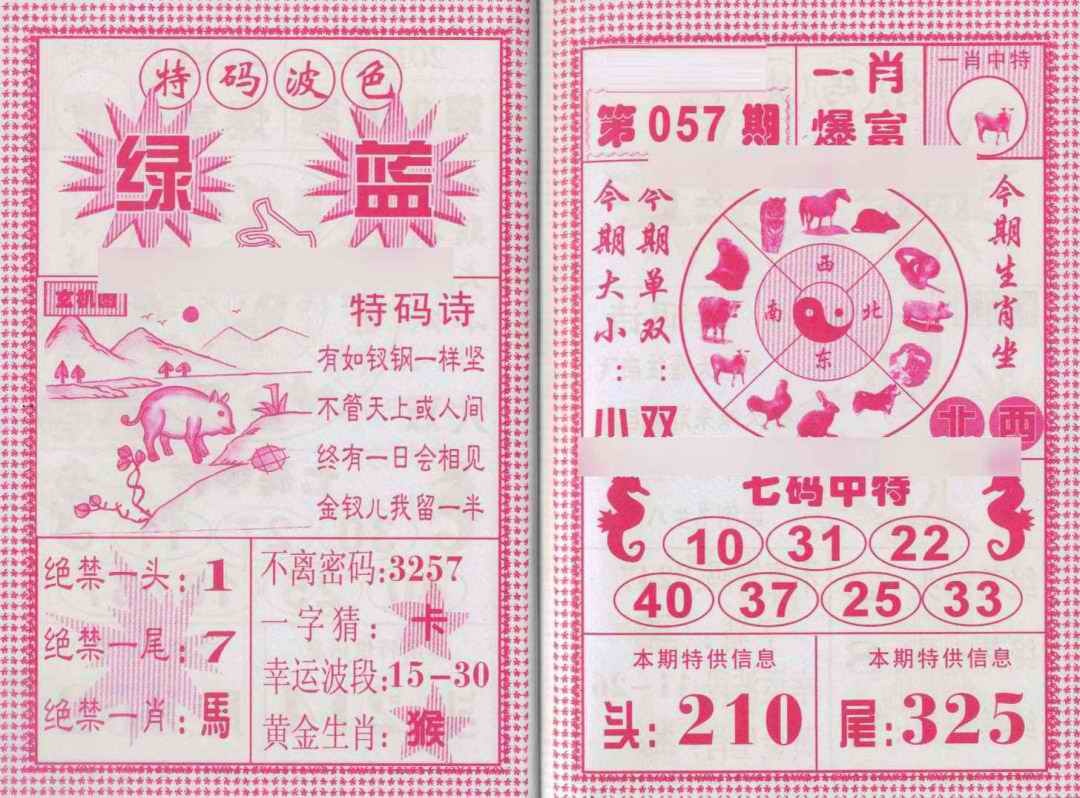 特码波色
绿 蓝
玄机图
特码诗
有如钗钢一样坚
不管天上或人间
终有一日会相见
金钗儿我留一半
绝禁一头:1
绝禁一尾:7
绝禁一肖:馬
不离密码:3257
一字猜:卡
幸运波段:15-30
黄金生肖:猴
第057期
一肖
爆富
一肖中特
今期大小:小
今期单双:双
西
南 北
东
今期生肖坐
北 西
七码中特
10 31 22
40 37 25 33
本期特供信息
头:210
本期特供信息
尾:325